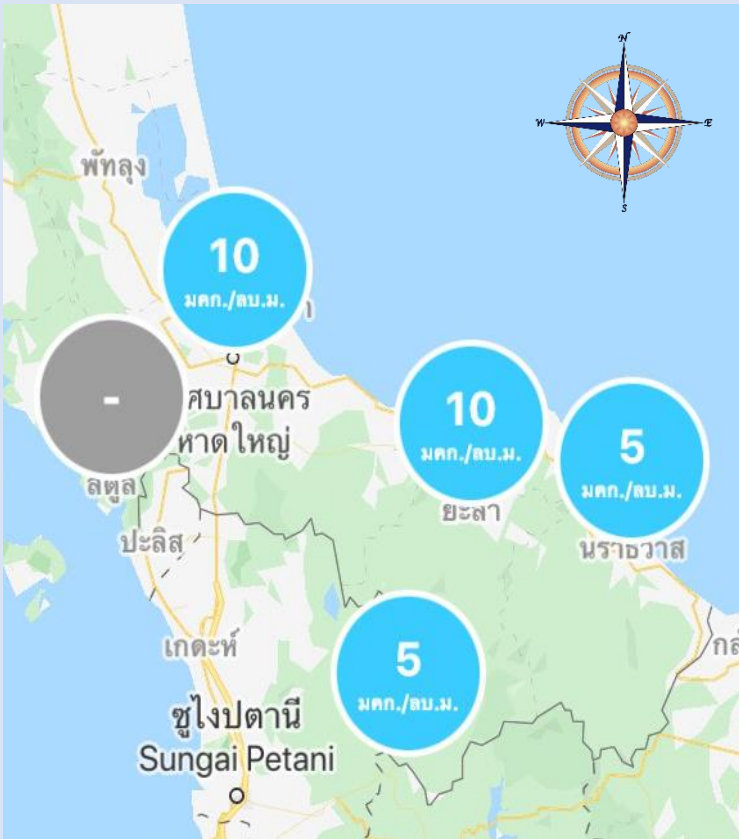 N
W
E
S
พัทลุง
10
มคก./ลบ.ม.
า
-
ศบาลนคร
หาดใหญ่
สตูล
ปะลิส
10
มคก./ลบ.ม.
ยะลา
5
มคก./ลบ.ม.
นราธิวาส
เกดะห์
5
มคก./ลบ.ม.
ซูไงปตานี
Sungai Petani